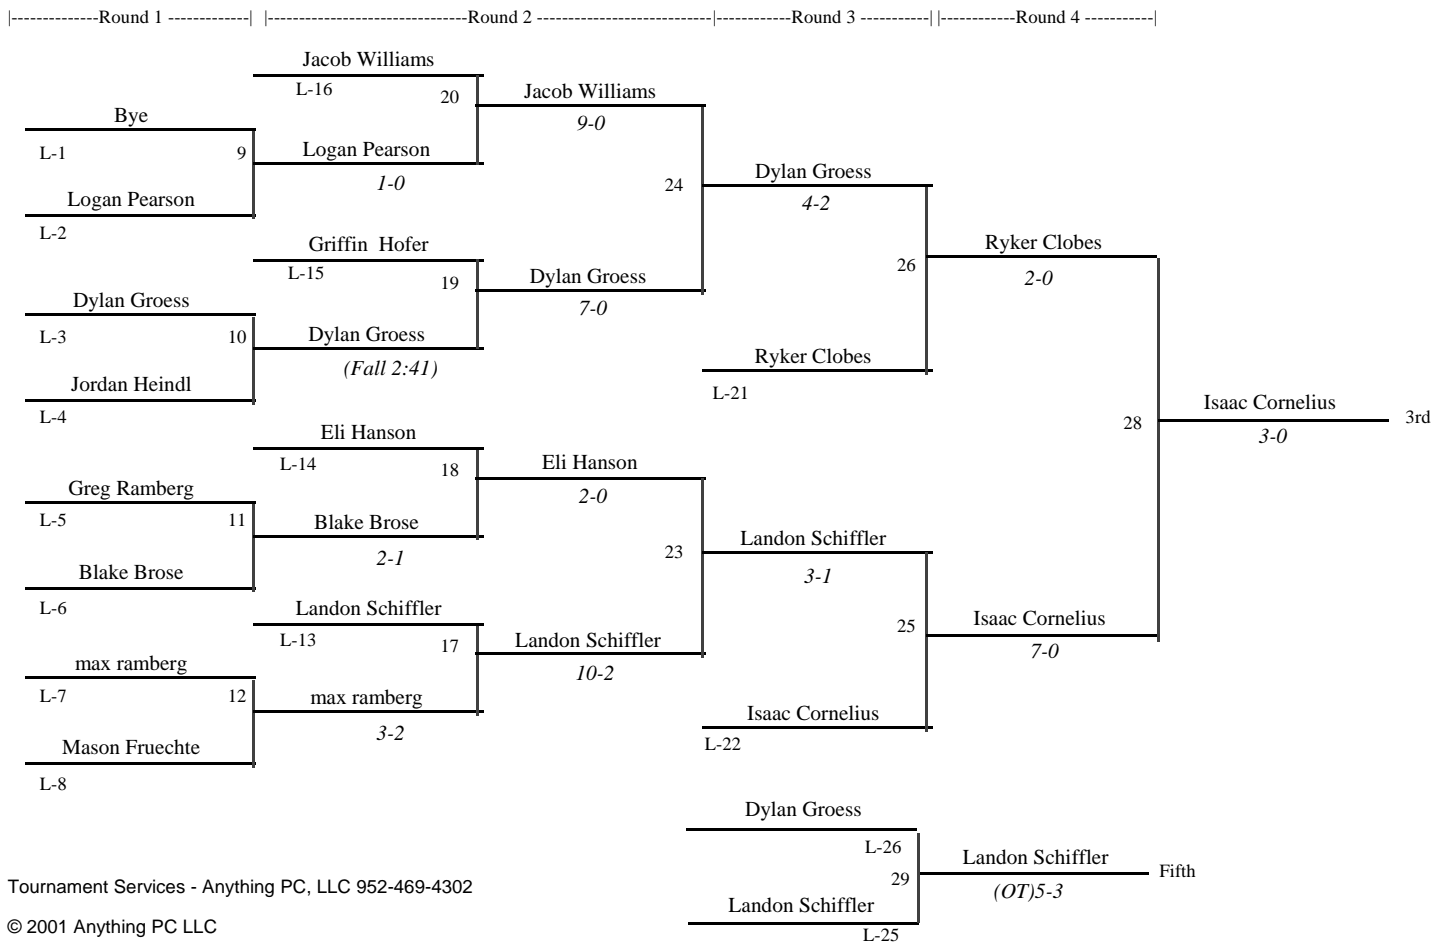 |-------------Round 1 -------------| |------------------------------Round 2 --------------------------|-------------Round 3 -----------| |------------Round 4 -----------|
Jacob Williams
L-16
20
Jacob Williams
9-0
Bye
L-1
9
Logan Pearson
1-0
Logan Pearson
L-2
24
Dylan Groess
4-2
Griffin  Hofer
L-15
19
Dylan Groess
7-0
Dylan Groess
L-3
10
Dylan Groess
(Fall 2:41)
Jordan Heindl
L-4
26
Ryker Clobes
2-0
Ryker Clobes
L-21
Eli Hanson
L-14
18
Eli Hanson
2-0
Greg Ramberg
L-5
11
Blake Brose
2-1
Blake Brose
L-6
28
Isaac Cornelius
3-0
3rd
23
Landon Schiffler
3-1
Landon Schiffler
L-13
17
Landon Schiffler
10-2
max ramberg
L-7
12
max ramberg
3-2
Mason Fruechte
L-8
25
Isaac Cornelius
7-0
Isaac Cornelius
L-22
Dylan Groess
L-26
29
Landon Schiffler
(OT)5-3
Fifth
Landon Schiffler
L-25
Tournament Services - Anything PC, LLC 952-469-4302
© 2001 Anything PC LLC